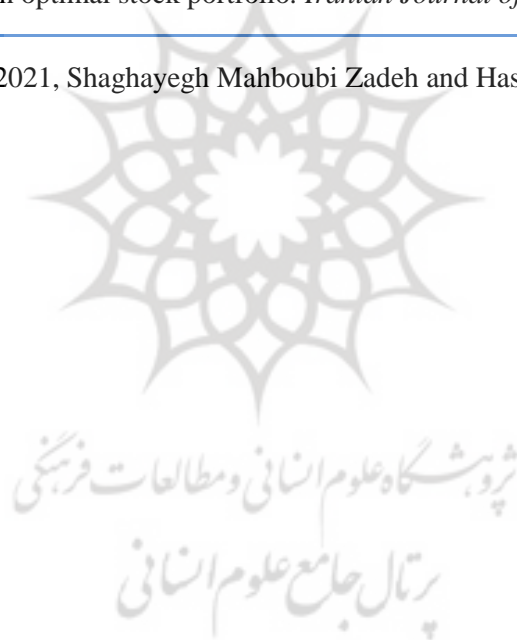 n optimal stock portfolio. Iranian Journal of
2021, Shaghayegh Mahboubi Zadeh and Has
پژوهشگاه علوم انسانی و مطالعات فرهنگی
پرتال جامع علوم انسانی